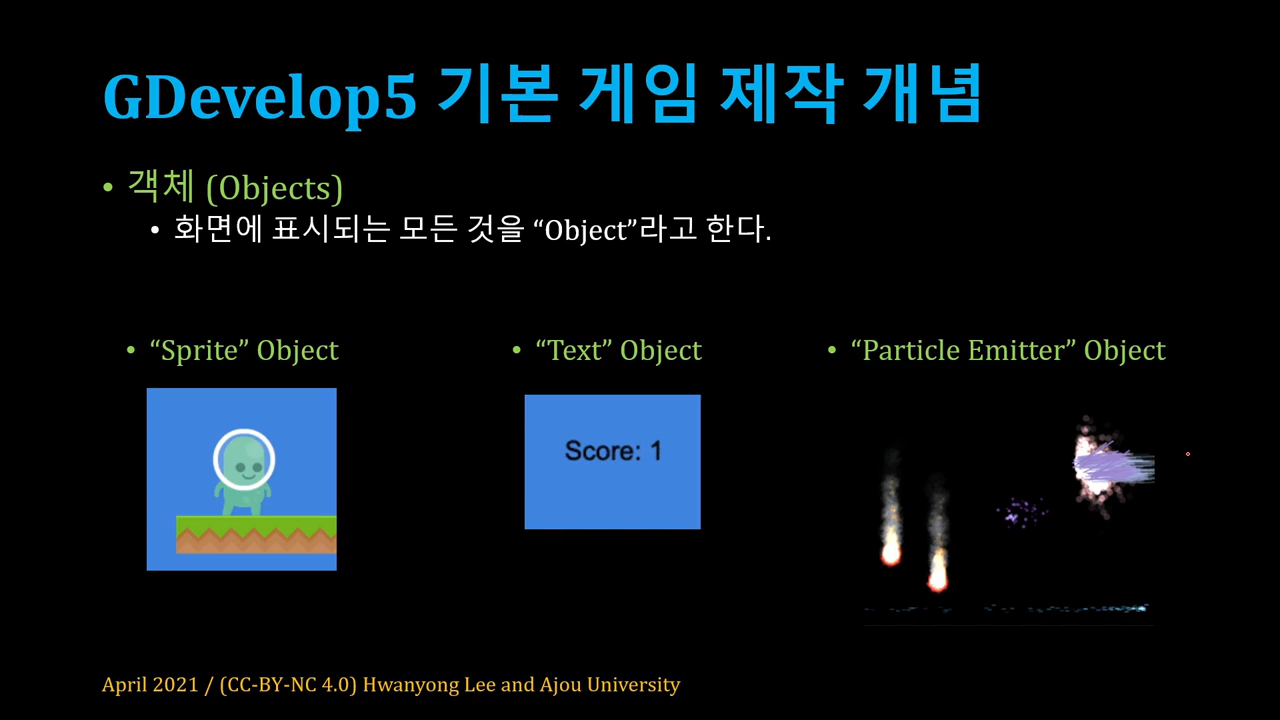 GDevelop5 기본 게임 제작 개념
• 객체 (Objects)
• 화면에 표시되는 모든 것을 “Object”라고 한다.
• “Sprite” Object
• “Text” Object
• “Particle Emitter” Object
Score: 1
April 2021 / (CC-BY-NC 4.0) Hwanyong Lee and Ajou University